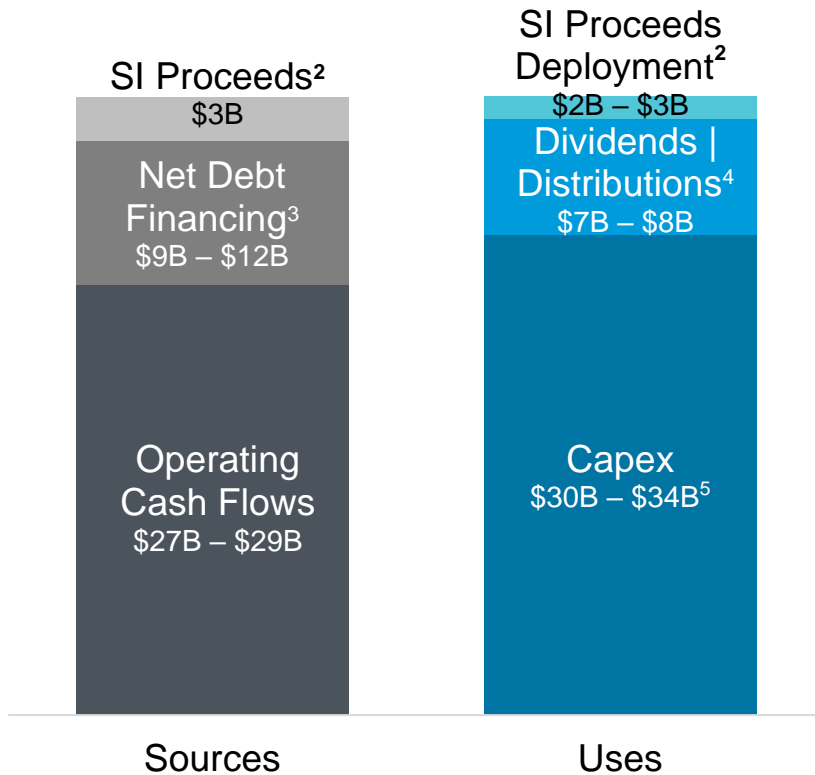 SI Proceeds²
$3B
Net Debt
Financing³
$9B – $12B
Operating
Cash Flows
$27B – $29B
Sources
SI Proceeds
Deployment²
$2B – $3B
Dividends |
Distributions⁴
$7B – $8B
Capex
$30B – $34B⁵
Uses